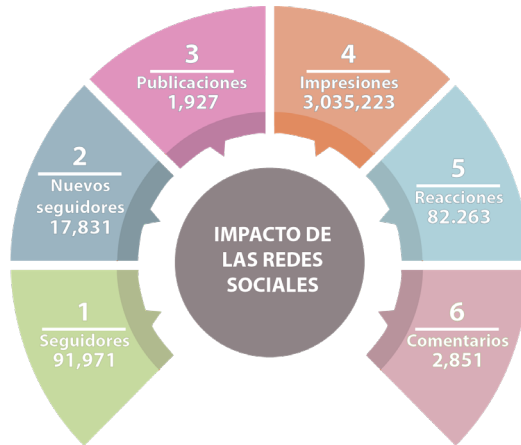 IMPACTO DE
LAS REDES
SOCIALES
1
Seguidores
91,971
2
Nuevos
seguidores
17,831
3
Publicaciones
1,927
4
Impresiones
3,035,223
5
Reacciones
82.263
6
Comentarios
2,851